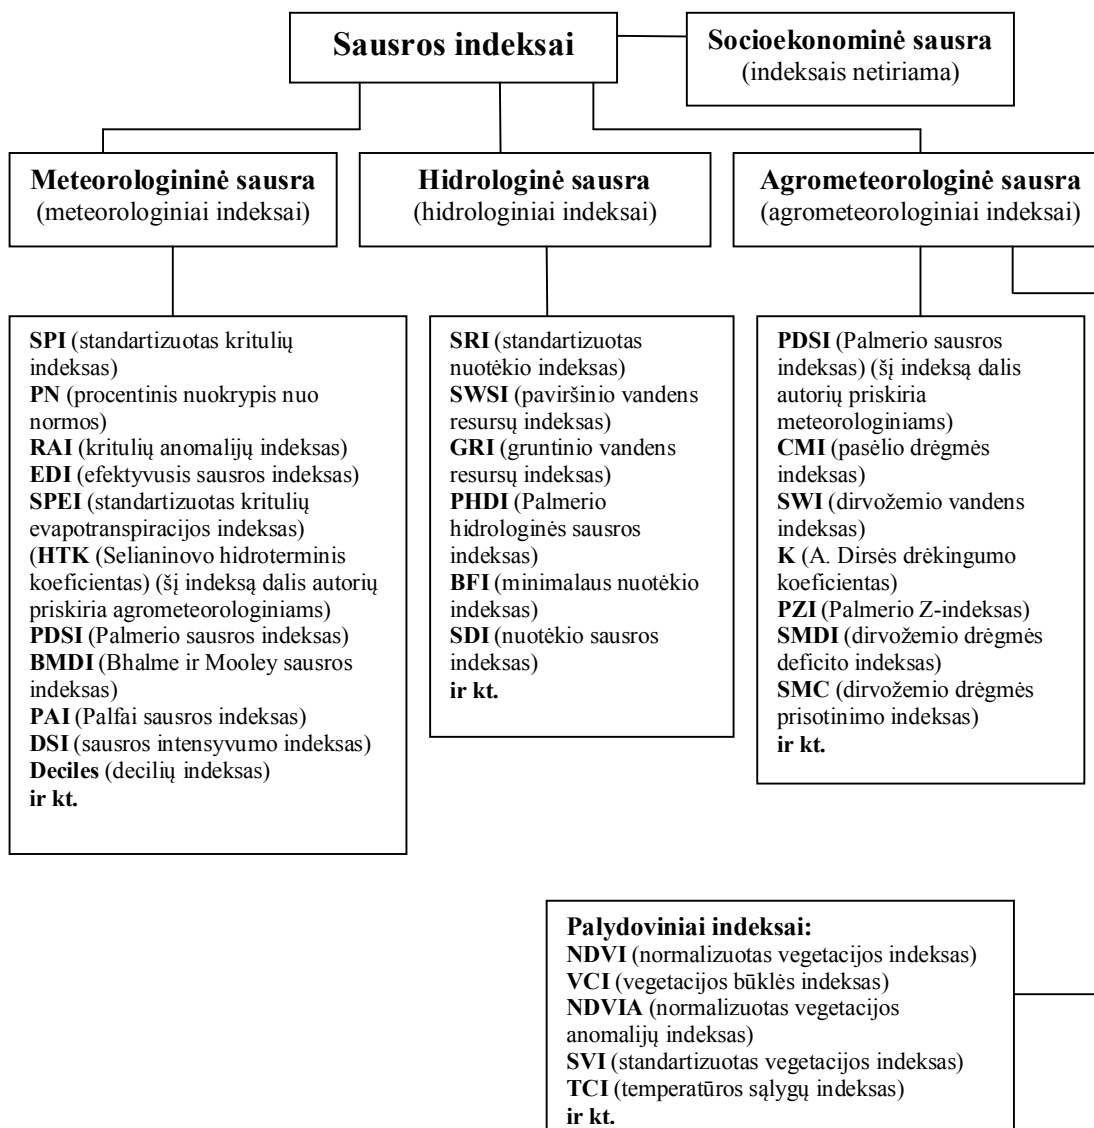 Sausros indeksai
Socioekonominė sausra
(indeksais netiriama)
Meteorologininė sausra
(meteorologiniai indeksai)
Hidrologinė sausra
(hidrologiniai indeksai)
Agrometeorologinė sausra
(agrometeorologiniai indeksai)
SPI (standartizuotas kritulių
indeksas)
PN (procentinis nuokrypis nuo
normos)
RAI (kritulių anomalijų indeksas)
EDI (efektyvusis sausros indeksas)
SPEI (standartizuotas kritulių
evapotranspiracijos indeksas)
(HTK (Selianinovo hidroterminis
koeficientas) (šį indeksą dalis autorių
priskiria agrometeorologiniams)
PDSI (Palmerio sausros indeksas)
BMDI (Bhalme ir Mooley sausros
indeksas)
PAI (Palfai sausros indeksas)
DSI (sausros intensyvumo indeksas)
Deciles (decilių indeksas)
ir kt.
SRI (standartizuotas
nuotėkio indeksas)
SWSI (paviršinio vandens
resursų indeksas)
GRI (gruntinio vandens
resursų indeksas)
PHDI (Palmerio
hidrologinės sausros
indeksas)
BFI (minimalaus nuotėkio
indeksas)
SDI (nuotėkio sausros
indeksas)
ir kt.
PDSI (Palmerio sausros
indeksas) (šį indeksą dalis
autorių priskiria
meteorologiniams)
CMI (pasėlio drėgmės
indeksas)
SWI (dirvožemio vandens
indeksas)
K (A. Dirsės drėkingumo
koeficientas)
PZI (Palmerio Z-indeksas)
SMDI (dirvožemio drėgmės
deficito indeksas)
SMC (dirvožemio drėgmės
prisotinimo indeksas)
ir kt.
Palydoviniai indeksai:
NDVI (normalizuotas vegetacijos indeksas)
VCI (vegetacijos būklės indeksas)
NDVIA (normalizuotas vegetacijos
anomalijų indeksas)
SVI (standartizuotas vegetacijos indeksas)
TCI (temperatūros sąlygų indeksas)
ir kt.